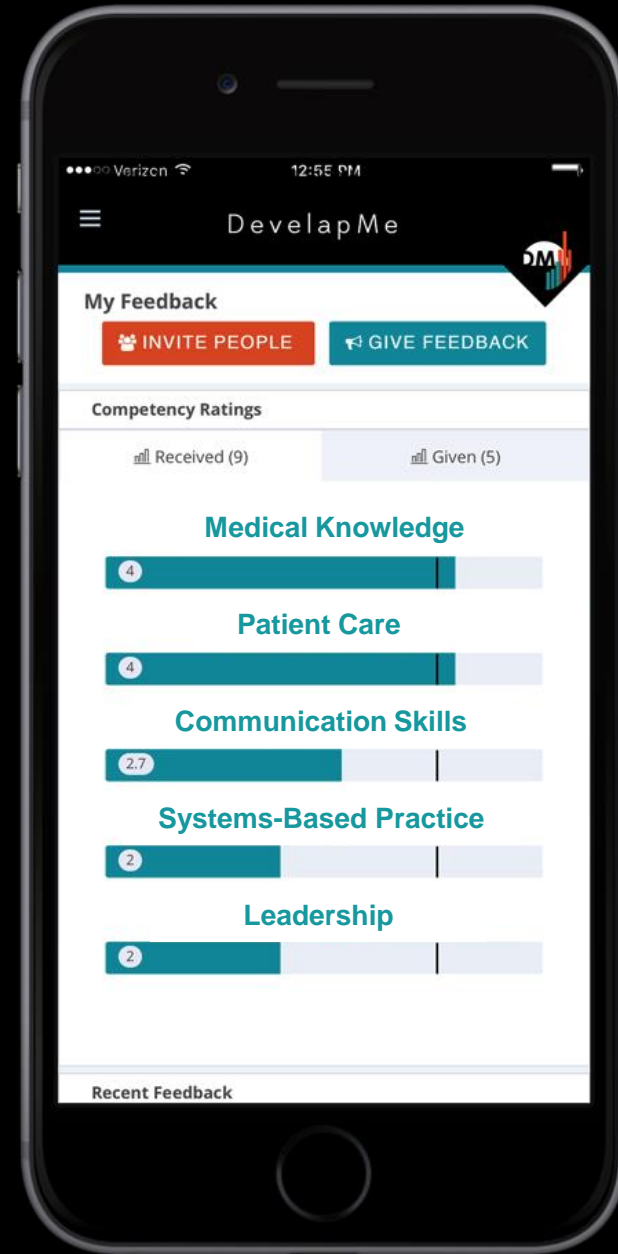 Verizon 12:55 PM
DevelapMe
DM
My Feedback
INVITE PEOPLE GIVE FEEDBACK
Competency Ratings
Received (9) Given (5)
Medical Knowledge
4
Patient Care
4
Communication Skills
2.7
Systems-Based Practice
2
Leadership
2
Recent Feedback